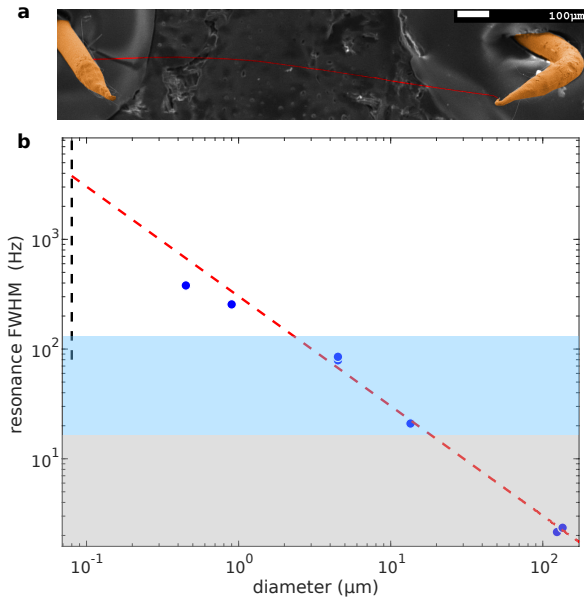 a
100μm
b
resonance FWHM (Hz)
10³
10²
10¹
10⁻¹
10⁰
10¹
10²
diameter (μm)